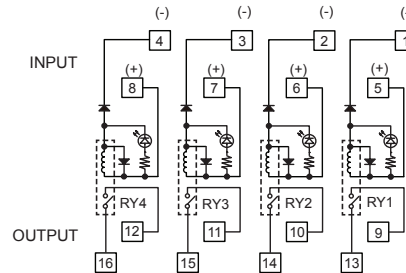 (-) (-) (-) (-)
4 3 2 1
INPUT
(+) (+) (+) (+)
8 7 6 5
RY4 RY3 RY2 RY1
12 11 10 9
OUTPUT
16 15 14 13